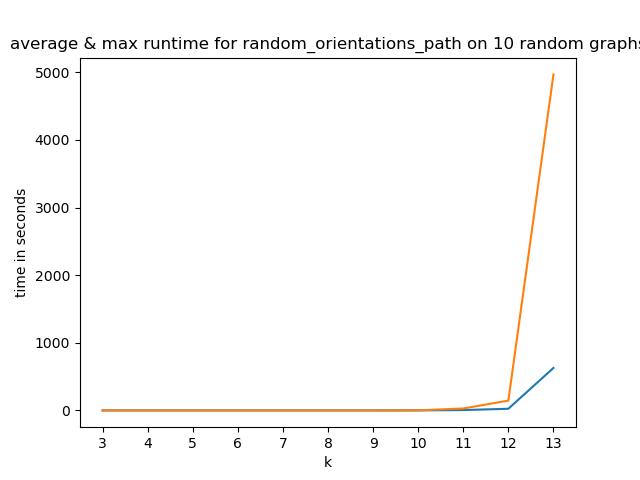 average & max runtime for random_orientations_path on 10 random graphs
5000
4000
3000
2000
1000
0
time in seconds
3 4 5 6 7 8 9 10 11 12 13
k